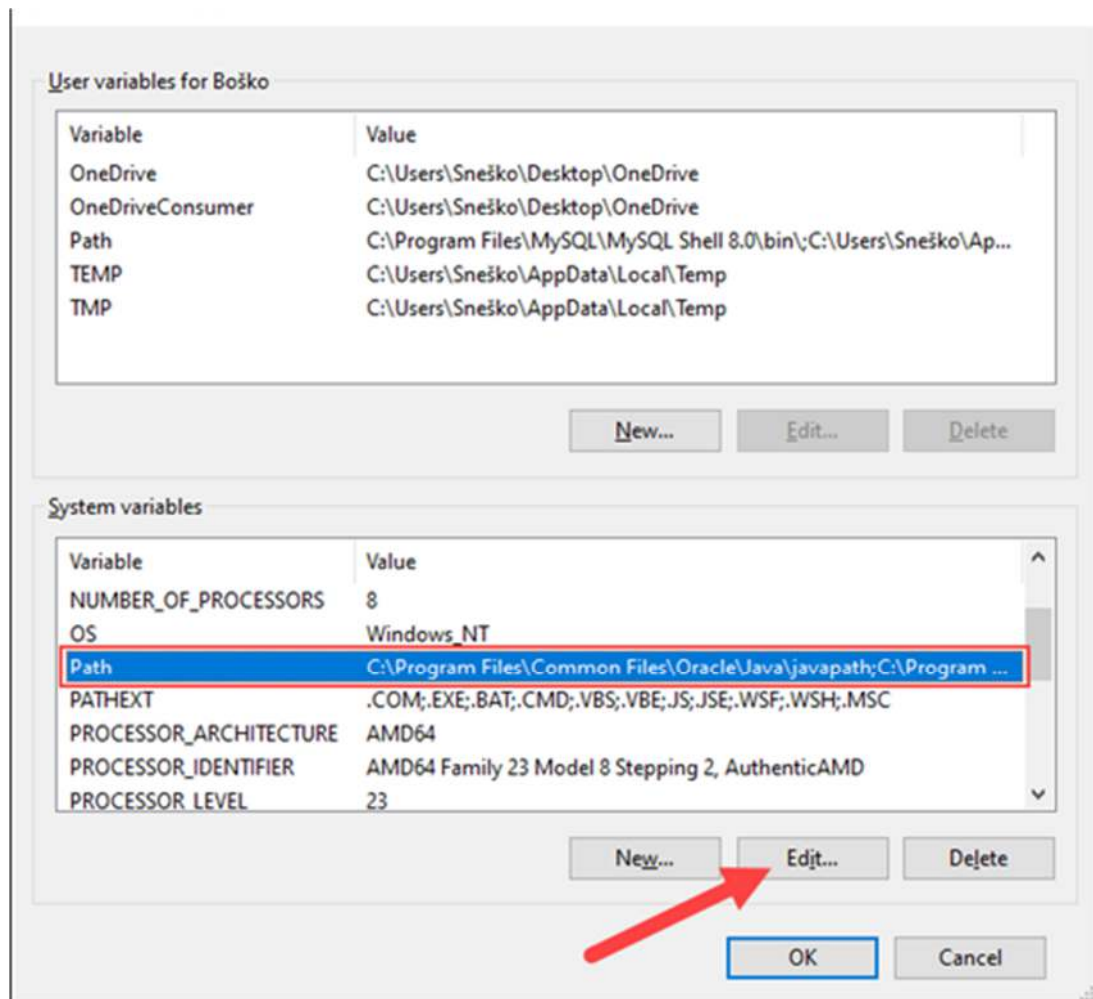 User variables for Boško
Variable Value
OneDrive C:\Users\Sneško\Desktop\OneDrive
OneDriveConsumer C:\Users\Sneško\Desktop\OneDrive
Path C:\Program Files\MySQL\MySQL Shell 8.0\bin\;C:\Users\Sneško\Ap...
TEMP C:\Users\Sneško\AppData\Local\Temp
TMP C:\Users\Sneško\AppData\Local\Temp
New... Edit... Delete
System variables
Variable Value
NUMBER_OF_PROCESSORS 8
OS Windows_NT
Path C:\Program Files\Common Files\Oracle\Java\javapath;C:\Program ...
PATHEXT .COM;.EXE;.BAT;.CMD;.VBS;.VBE;.JS;.JSE;.WSF;.WSH;.MSC
PROCESSOR_ARCHITECTURE AMD64
PROCESSOR_IDENTIFIER AMD64 Family 23 Model 8 Stepping 2, AuthenticAMD
PROCESSOR_LEVEL 23
New... Edit... Delete
OK Cancel